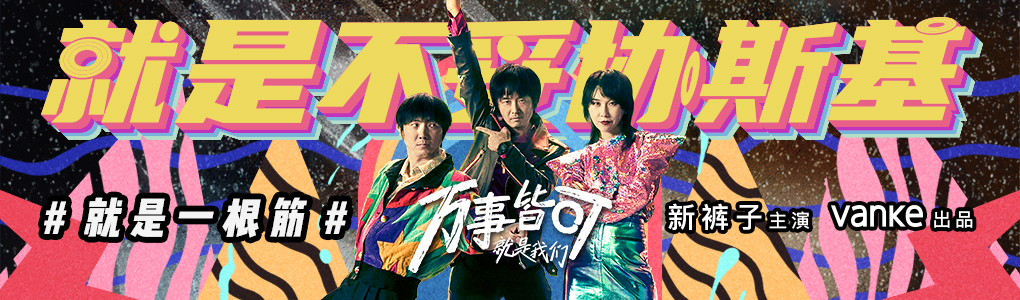 就是不妥协斯基
#就是一根筋#
万事皆可
就是我们
新裤子主演 vanke出品